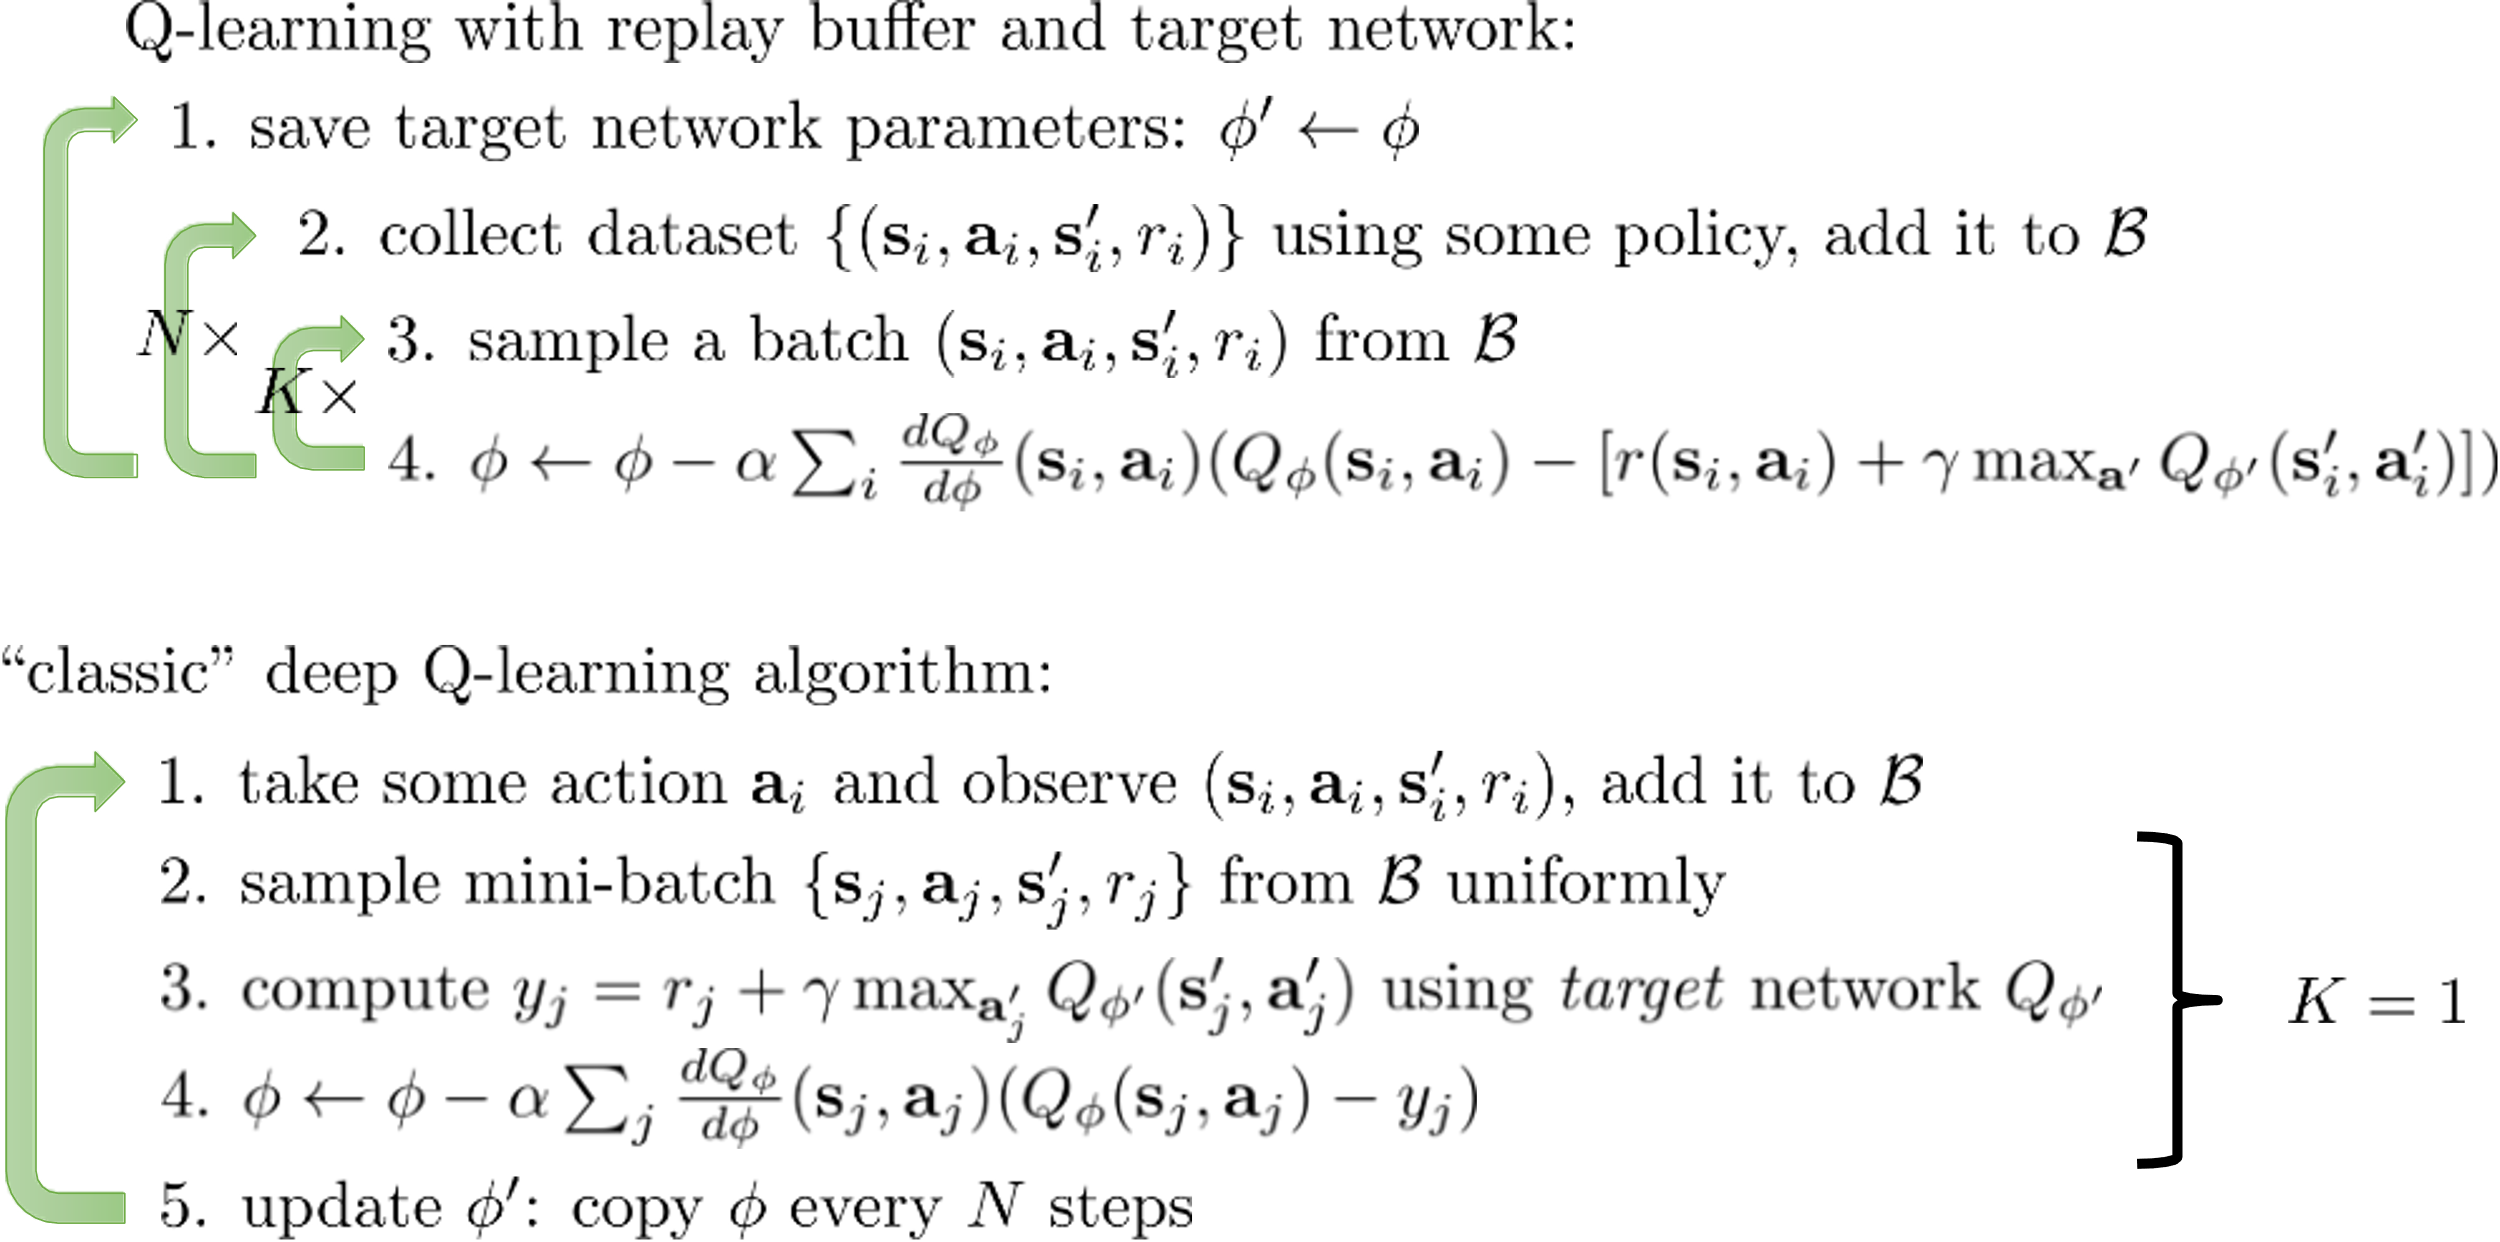 Q-learning with replay buffer and target network:
1. save target network parameters: ϕ′ ← ϕ
2. collect dataset {(𝐬ᵢ, 𝐚ᵢ, 𝐬′ᵢ, rᵢ)} using some policy, add it to ℬ
N×
3. sample a batch (𝐬ᵢ, 𝐚ᵢ, 𝐬′ᵢ, rᵢ) from ℬ
K×
4. ϕ ← ϕ − α ∑ᵢ dQ_ϕ/dϕ (𝐬ᵢ, 𝐚ᵢ)(Q_ϕ(𝐬ᵢ, 𝐚ᵢ) − [r(𝐬ᵢ, 𝐚ᵢ) + γ max_𝐚′ Q_ϕ′(𝐬′ᵢ, 𝐚′ᵢ)])
“classic” deep Q-learning algorithm:
1. take some action 𝐚ᵢ and observe (𝐬ᵢ, 𝐚ᵢ, 𝐬′ᵢ, rᵢ), add it to ℬ
2. sample mini-batch {𝐬ⱼ, 𝐚ⱼ, 𝐬′ⱼ, rⱼ} from ℬ uniformly
3. compute yⱼ = rⱼ + γ max_𝐚′ⱼ Q_ϕ′(𝐬′ⱼ, 𝐚′ⱼ) using target network Q_ϕ′
K = 1
4. ϕ ← ϕ − α ∑ⱼ dQ_ϕ/dϕ (𝐬ⱼ, 𝐚ⱼ)(Q_ϕ(𝐬ⱼ, 𝐚ⱼ) − yⱼ)
5. update ϕ′: copy ϕ every N steps